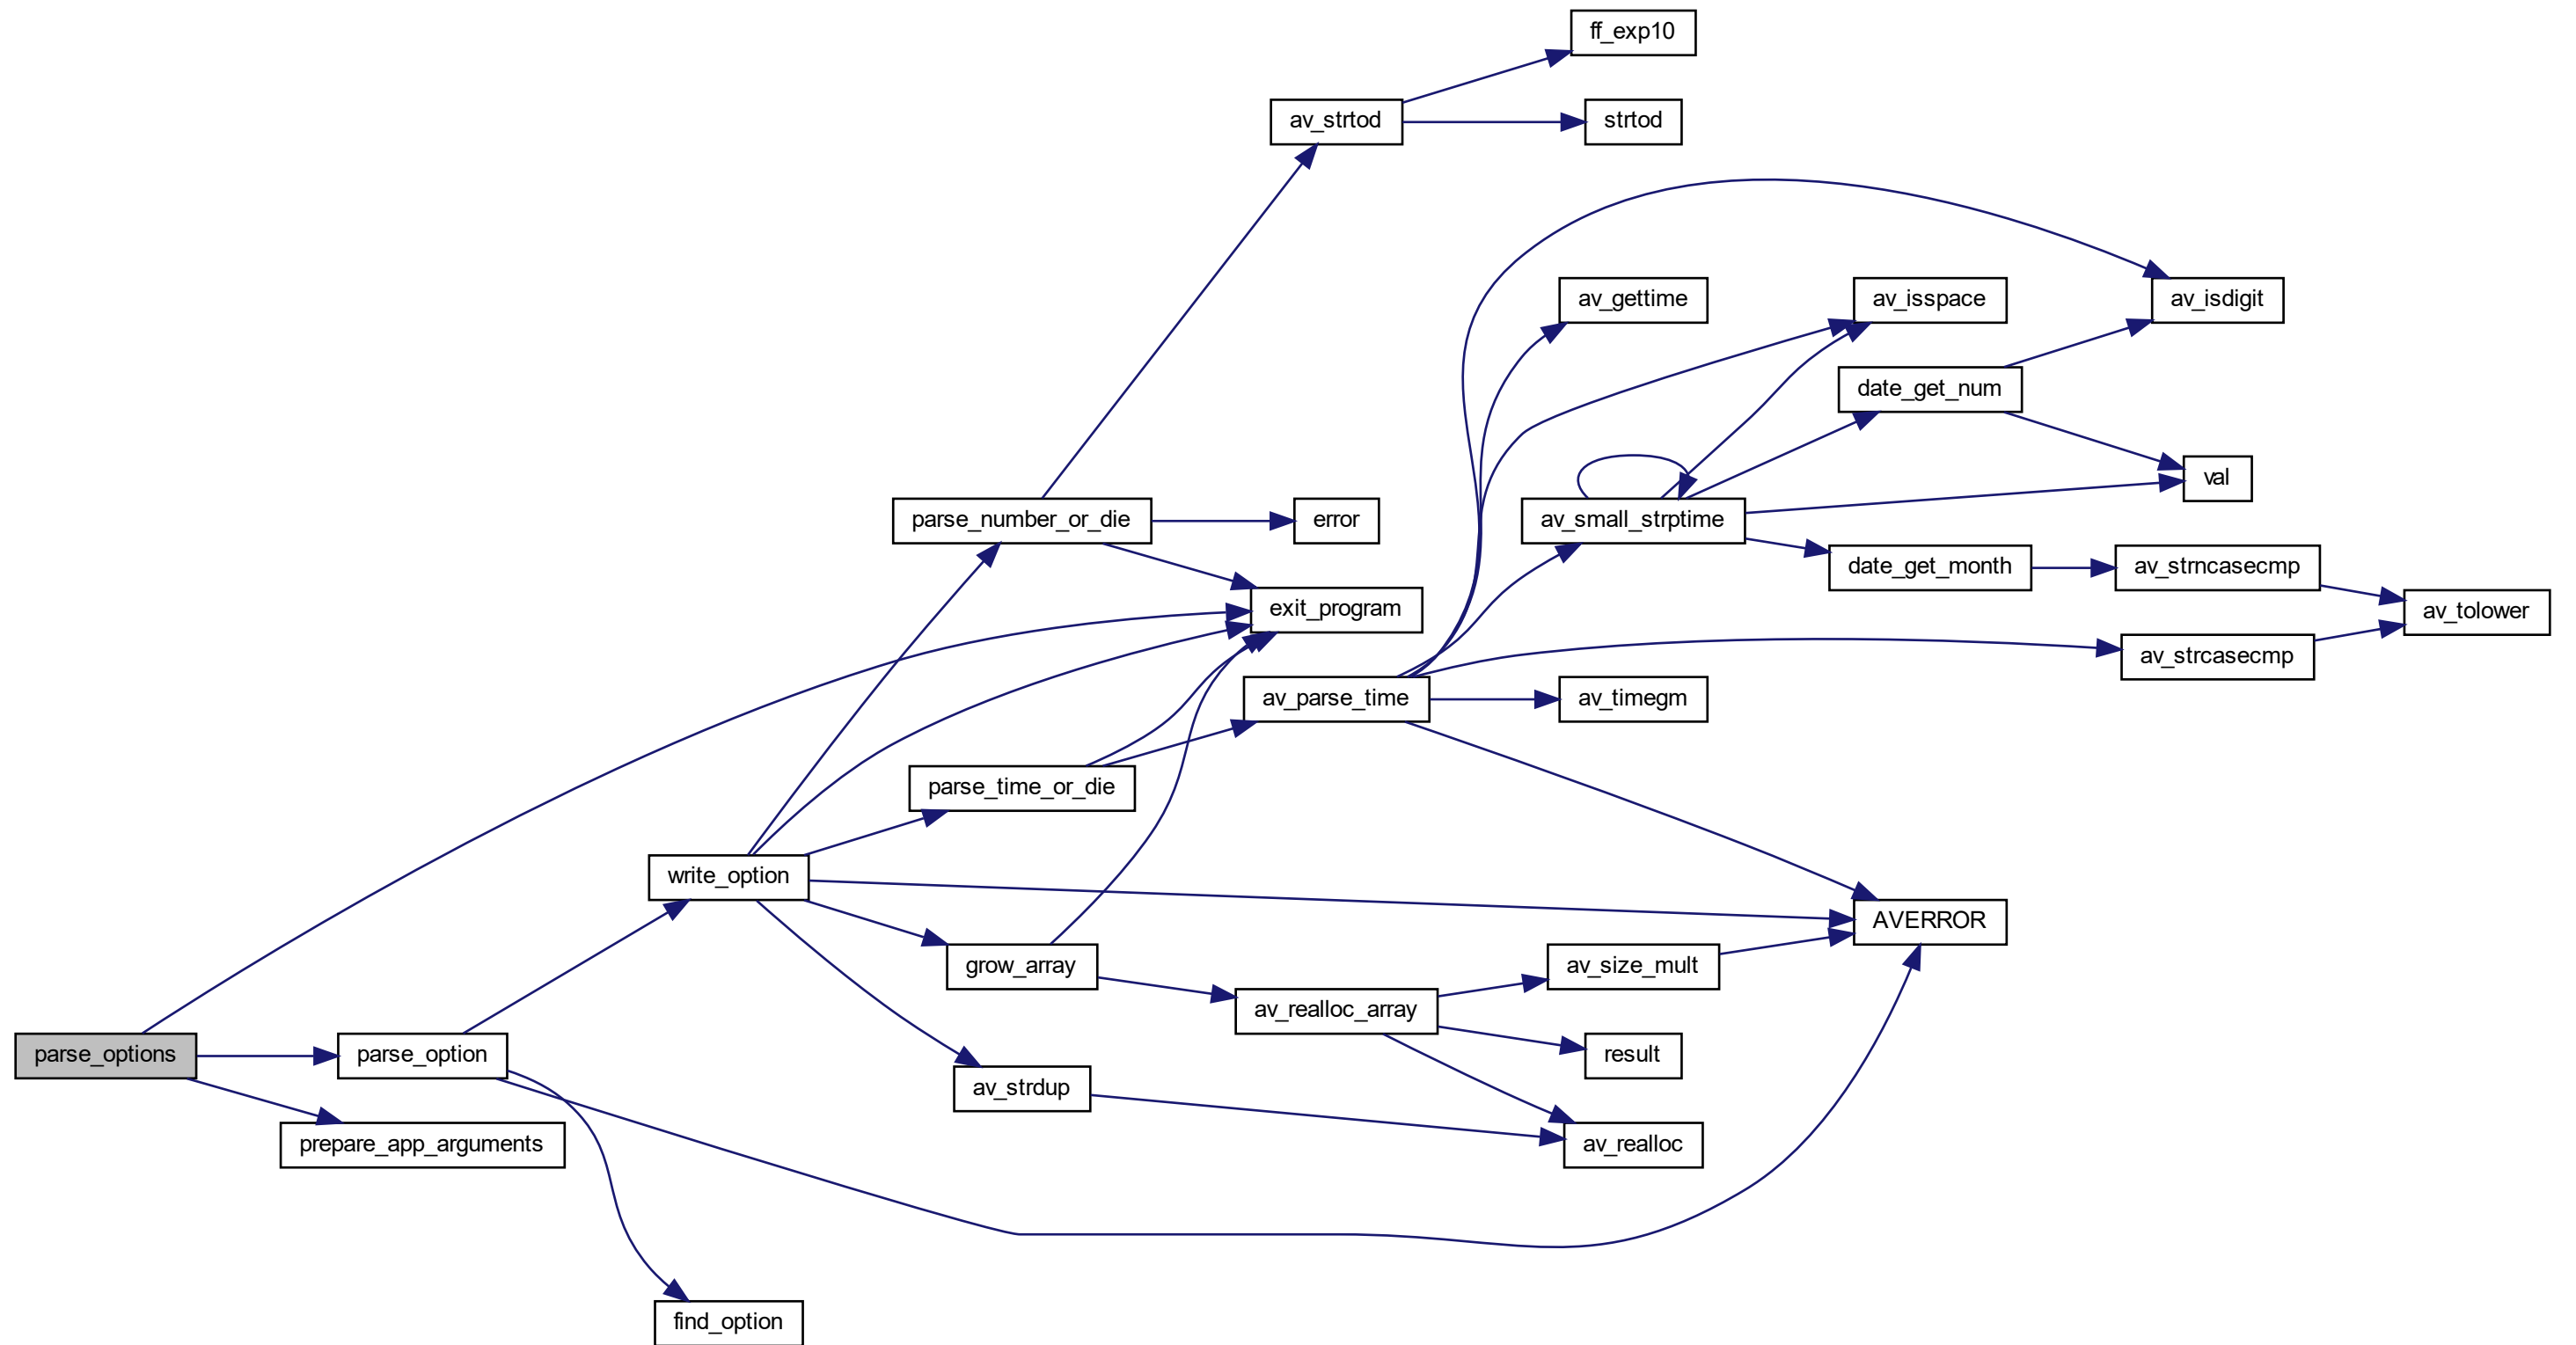 ff_exp10
av_strtod
strtod
av_gettime
av_isspace
av_isdigit
date_get_num
val
parse_number_or_die
error
av_small_strptime
date_get_month
av_strncasecmp
exit_program
av_tolower
av_strcasecmp
av_parse_time
av_timegm
parse_time_or_die
write_option
AVERROR
grow_array
av_size_mult
av_realloc_array
parse_options
parse_option
result
av_strdup
prepare_app_arguments
av_realloc
find_option